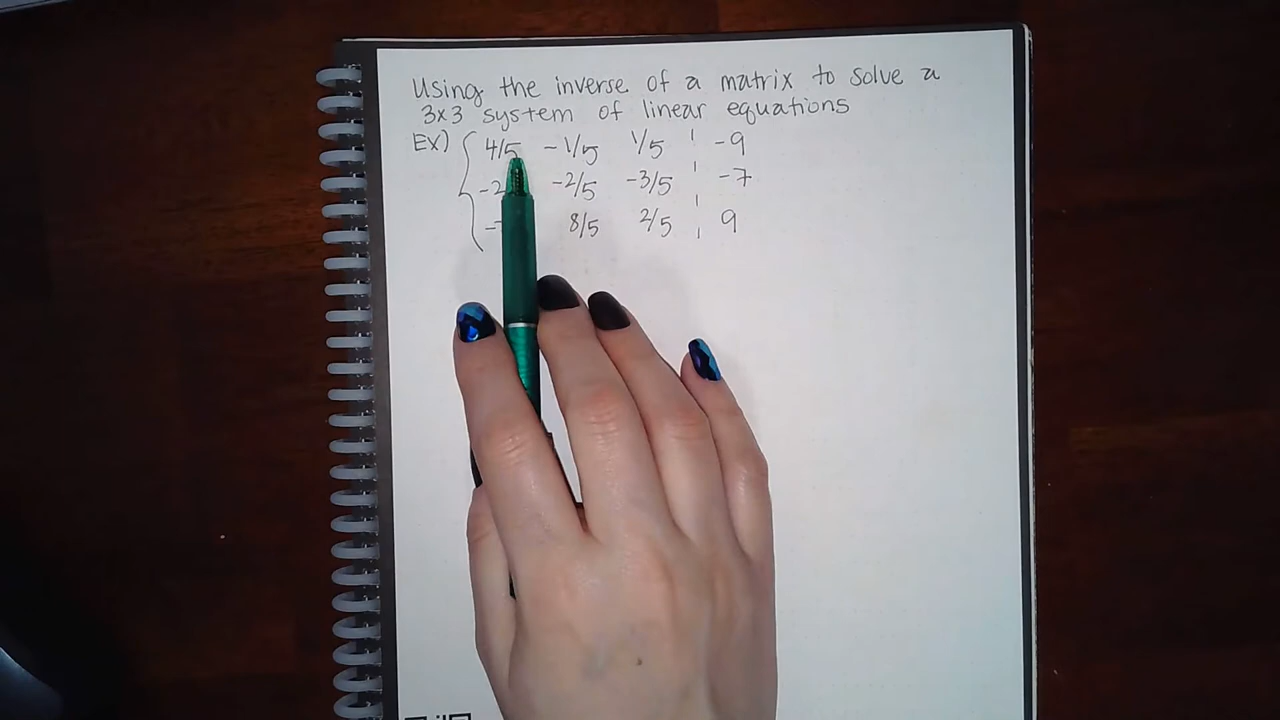 Using the inverse of a matrix to solve a
3x3 system of linear equations
EX) { 4/5 -1/5 1/5 ¦ -9
-2/5 -3/5 ¦ -7
8/5 2/5 ¦ 9